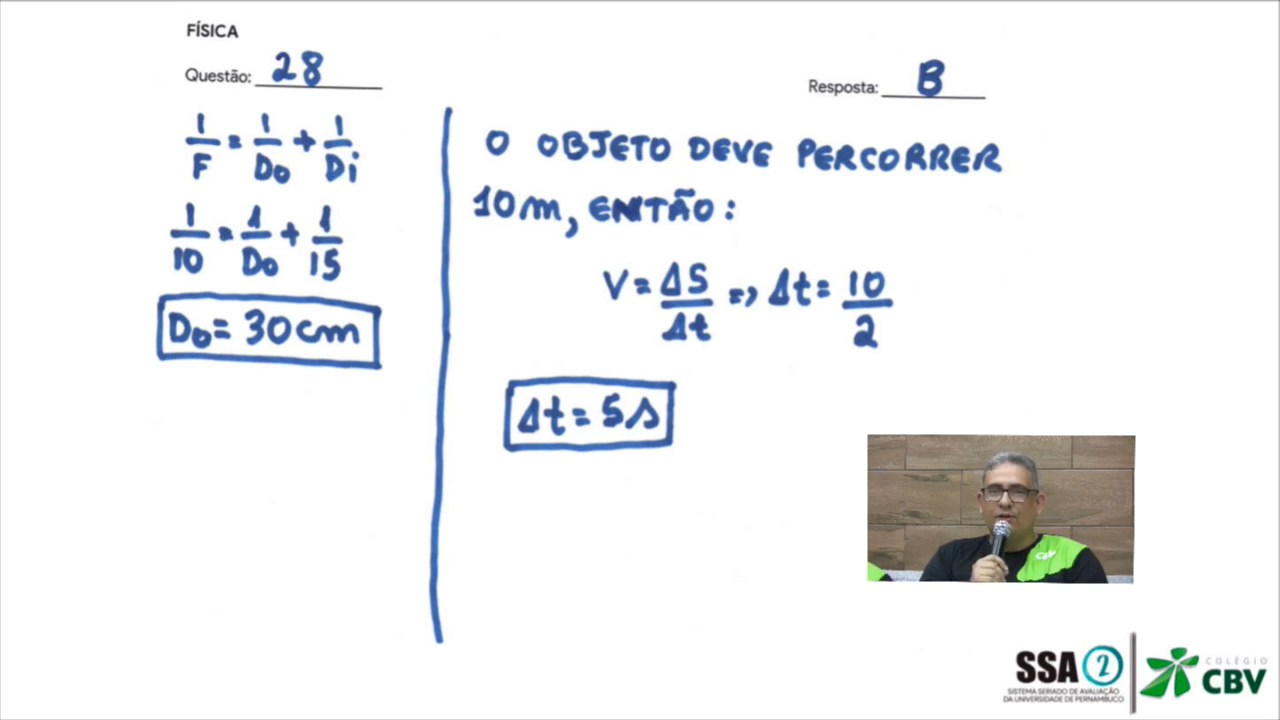 FÍSICA
Questão: 28
Resposta: B
1/F = 1/Do + 1/Di
1/10 = 1/Do + 1/15
Do = 30cm
O OBJETO DEVE PERCORRER
10m, ENTÃO:
V = ΔS/Δt => Δt = 10/2
Δt = 5s
CBV
SSA 2
SISTEMA SERIADO DE AVALIAÇÃO
DA UNIVERSIDADE DE PERNAMBUCO
COLÉGIO
CBV